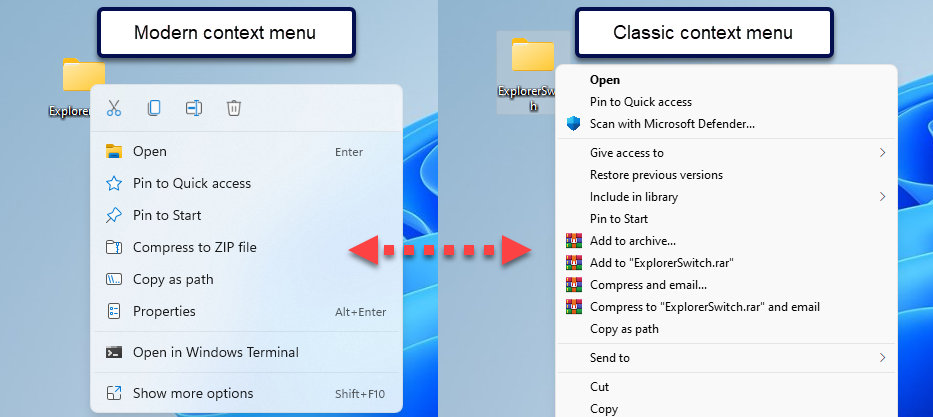 Modern context menu
Explorer
Open Enter
Pin to Quick access
Pin to Start
Compress to ZIP file
Copy as path
Properties Alt+Enter
Open in Windows Terminal
Show more options Shift+F10
Classic context menu
ExplorerSw
h
Open
Pin to Quick access
Scan with Microsoft Defender...
Give access to
Restore previous versions
Include in library
Pin to Start
Add to archive...
Add to "ExplorerSwitch.rar"
Compress and email...
Compress to "ExplorerSwitch.rar" and email
Copy as path
Send to
Cut
Copy